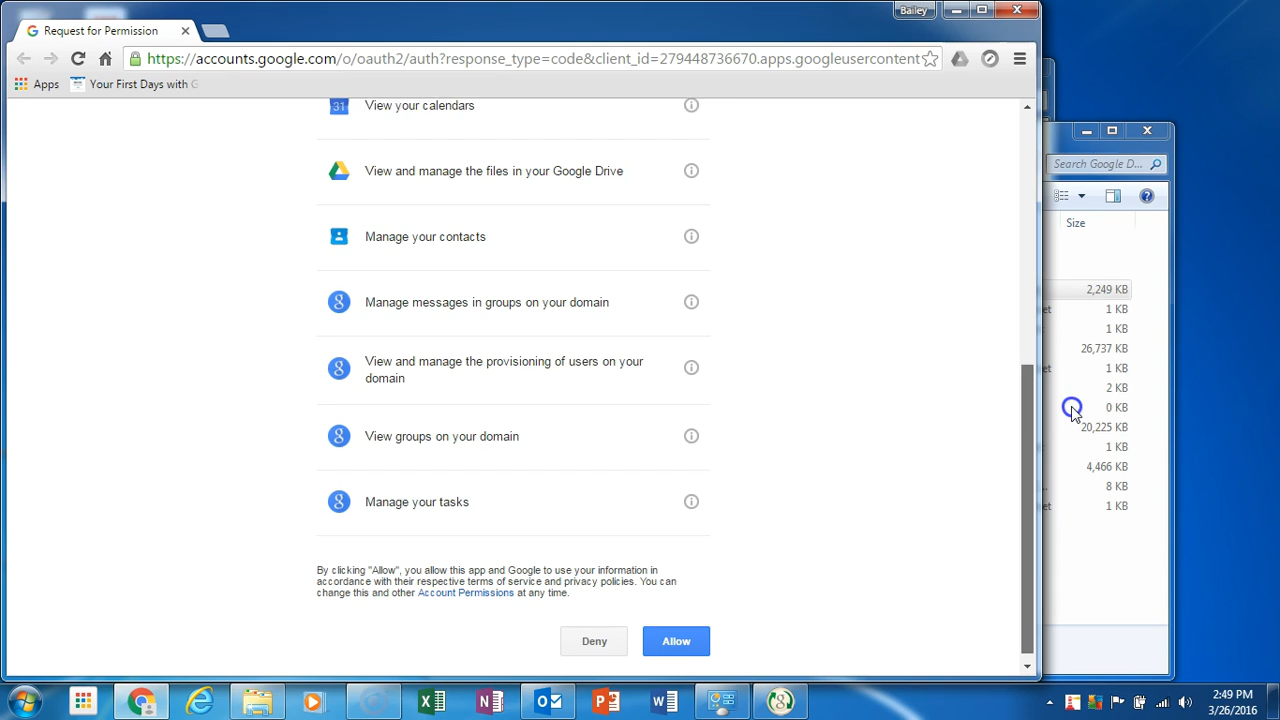 Bailey
Request for Permission
https://accounts.google.com/o/oauth2/auth?response_type=code&client_id=279448736670.apps.googleusercontent
Apps Your First Days with G
31 View your calendars
View and manage the files in your Google Drive
Manage your contacts
Manage messages in groups on your domain
View and manage the provisioning of users on your
domain
View groups on your domain
Manage your tasks
By clicking "Allow", you allow this app and Google to use your information in
accordance with their respective terms of service and privacy policies. You can
change this and other Account Permissions at any time.
Deny Allow
Search Google D...
Size
2,249 KB
et 1 KB
1 KB
26,737 KB
et 1 KB
2 KB
0 KB
20,225 KB
1 KB
4,466 KB
8 KB
et 1 KB
2:49 PM
3/26/2016